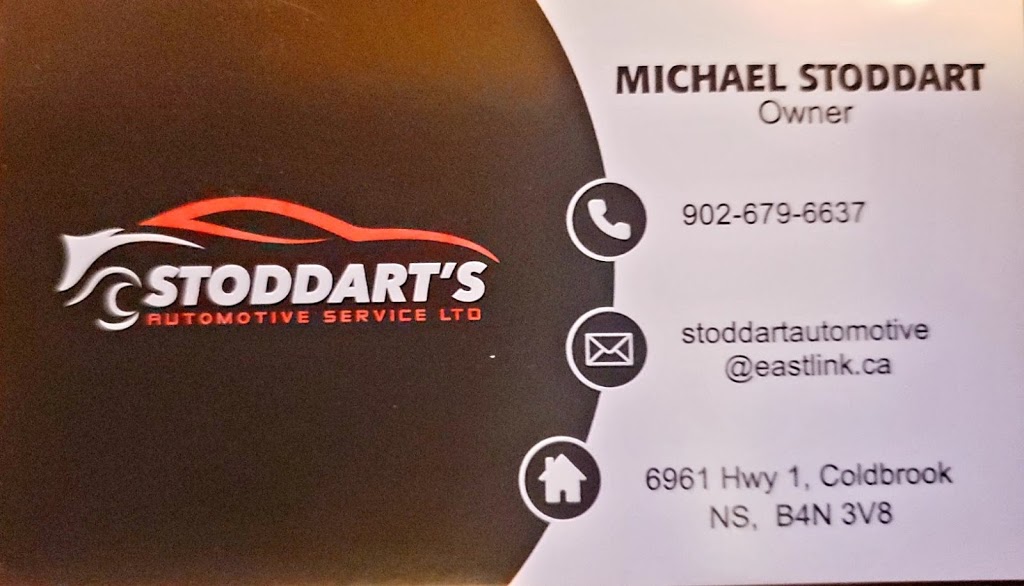 STODDART'S
AUTOMOTIVE SERVICE LTD
MICHAEL STODDART
Owner
902-679-6637
stoddartautomotive
@eastlink.ca
6961 Hwy 1, Coldbrook
NS, B4N 3V8